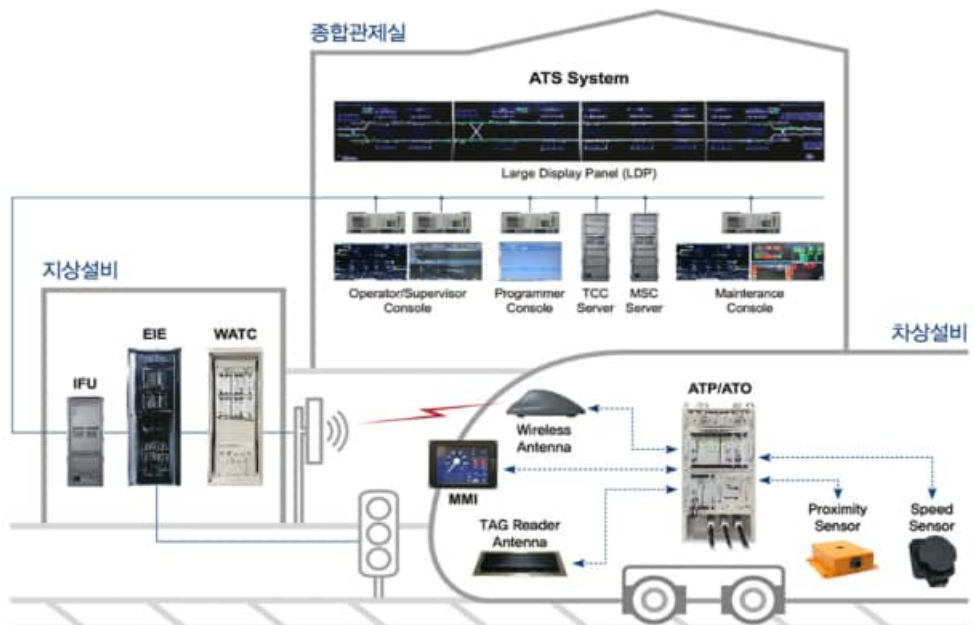 종합관제실
ATS System
Large Display Panel (LDP)
Operator/Supervisor
Console
Programmer
Console
TCC
Server
MSC
Server
Mainterance
Console
지상설비
EIE
WATC
IFU
차상설비
ATP/ATO
Wireless
Antenna
MMI
TAG Reader
Antenna
Proximity
Sensor
Speed
Sensor